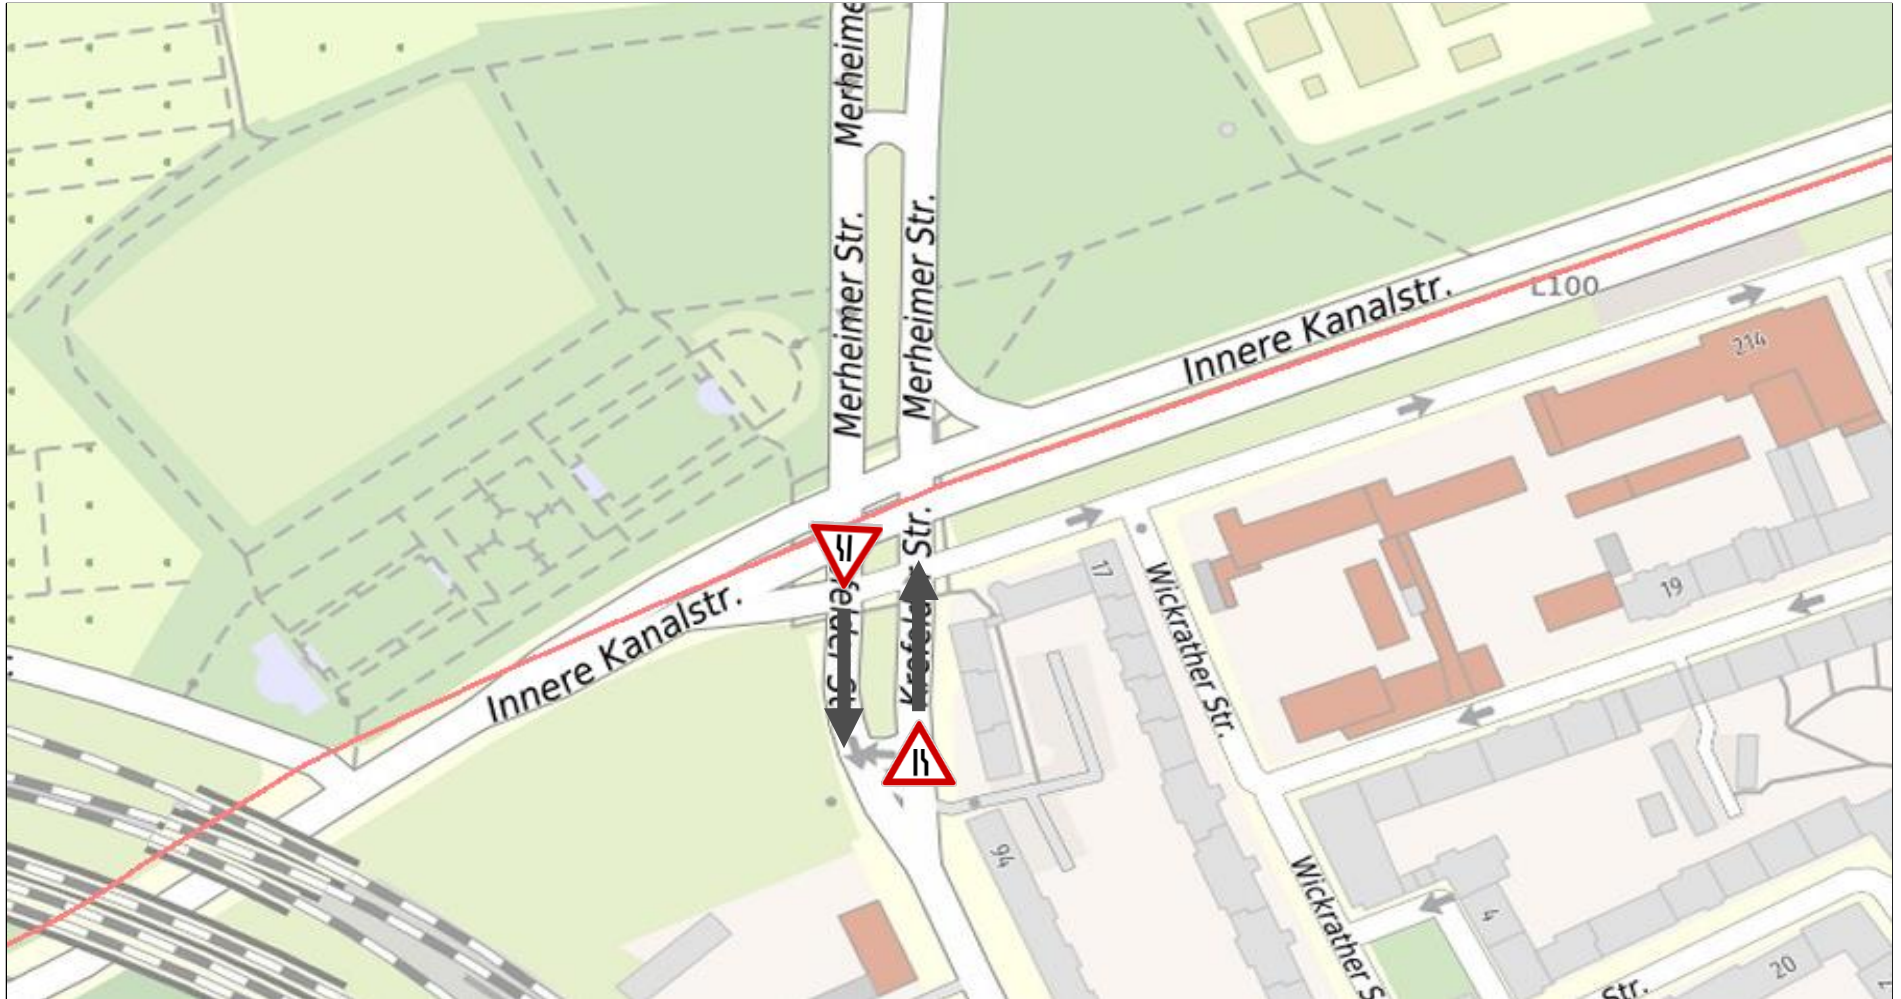 Merheime
Merheimer Str.
Merheimer Str.
Innere Kanalstr.
L100
214
Innere Kanalstr.
Str.
17
19
Wickrather Str.
94
Wickrather S
4
20
Str.